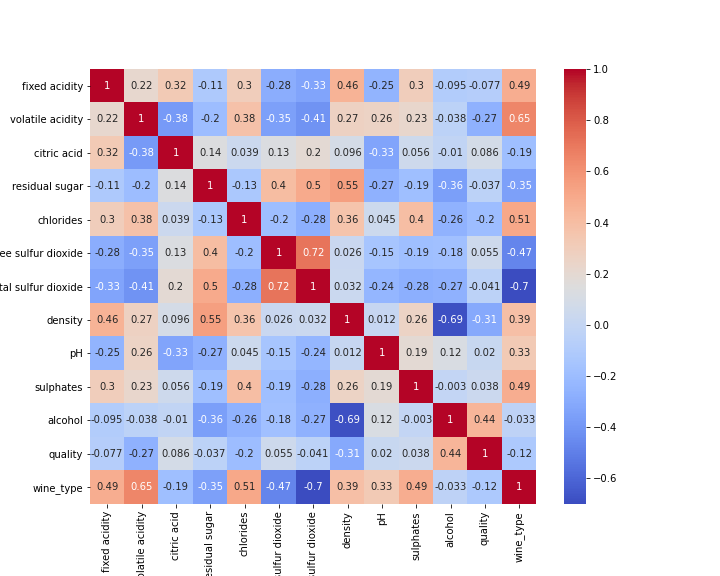 fixed acidity 1 0.22 0.32 -0.11 0.3 -0.28 -0.33 0.46 -0.25 0.3 -0.095 -0.077 0.49
volatile acidity 0.22 1 -0.38 -0.2 0.38 -0.35 -0.41 0.27 0.26 0.23 -0.038 -0.27 0.65
citric acid 0.32 -0.38 1 0.14 0.039 0.13 0.2 0.096 -0.33 0.056 -0.01 0.086 -0.19
residual sugar -0.11 -0.2 0.14 1 -0.13 0.4 0.5 0.55 -0.27 -0.19 -0.36 -0.037 -0.35
chlorides 0.3 0.38 0.039 -0.13 1 -0.2 -0.28 0.36 0.045 0.4 -0.26 -0.2 0.51
ee sulfur dioxide -0.28 -0.35 0.13 0.4 -0.2 1 0.72 0.026 -0.15 -0.19 -0.18 0.055 -0.47
tal sulfur dioxide -0.33 -0.41 0.2 0.5 -0.28 0.72 1 0.032 -0.24 -0.28 -0.27 -0.041 -0.7
density 0.46 0.27 0.096 0.55 0.36 0.026 0.032 1 0.012 0.26 -0.69 -0.31 0.39
pH -0.25 0.26 -0.33 -0.27 0.045 -0.15 -0.24 0.012 1 0.19 0.12 0.02 0.33
sulphates 0.3 0.23 0.056 -0.19 0.4 -0.19 -0.28 0.26 0.19 1 -0.003 0.038 0.49
alcohol -0.095 -0.038 -0.01 -0.36 -0.26 -0.18 -0.27 -0.69 0.12 -0.003 1 0.44 -0.033
quality -0.077 -0.27 0.086 -0.037 -0.2 0.055 -0.041 -0.31 0.02 0.038 0.44 1 -0.12
wine_type 0.49 0.65 -0.19 -0.35 0.51 -0.47 -0.7 0.39 0.33 0.49 -0.033 -0.12 1
fixed acidity
olatile acidity
citric acid
residual sugar
chlorides
sulfur dioxide
sulfur dioxide
density
pH
sulphates
alcohol
quality
wine_type
1.0
0.8
0.6
0.4
0.2
0.0
−0.2
−0.4
−0.6